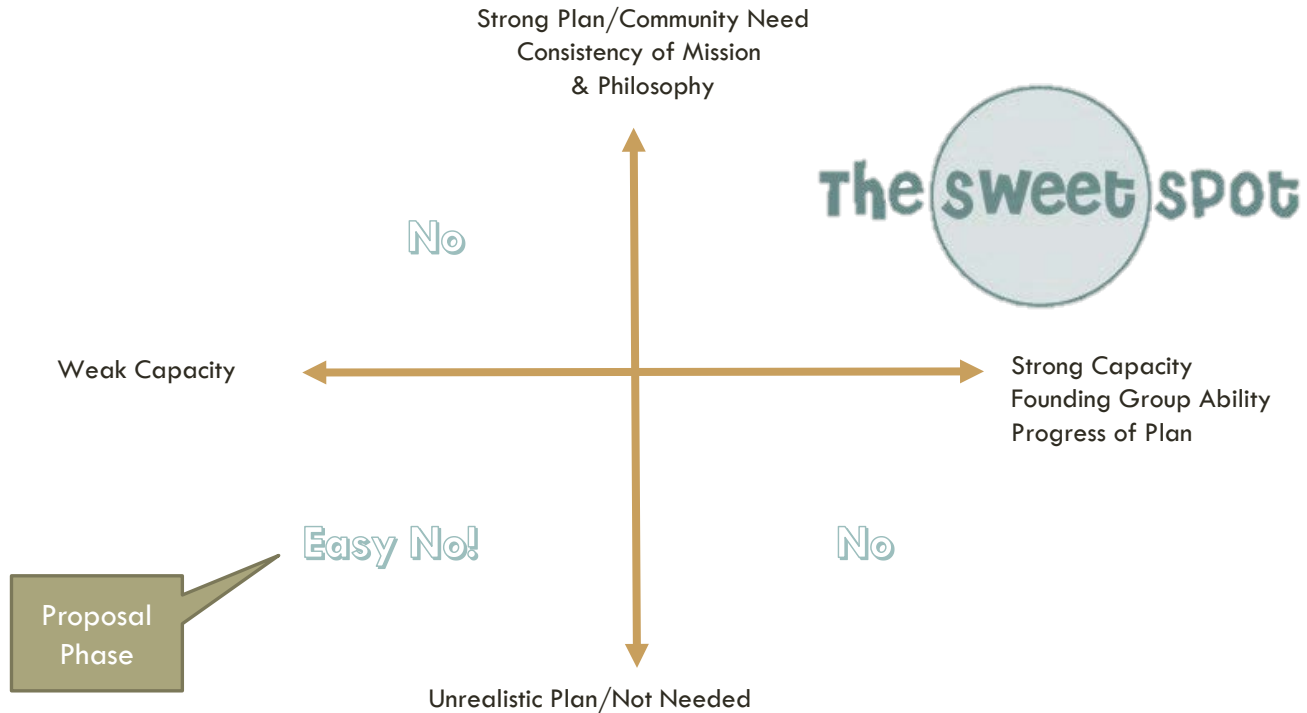 Strong Plan/Community Need
Consistency of Mission
& Philosophy
The sweet spot
No
Weak Capacity
Strong Capacity
Founding Group Ability
Progress of Plan
Easy No!
No
Proposal
Phase
Unrealistic Plan/Not Needed